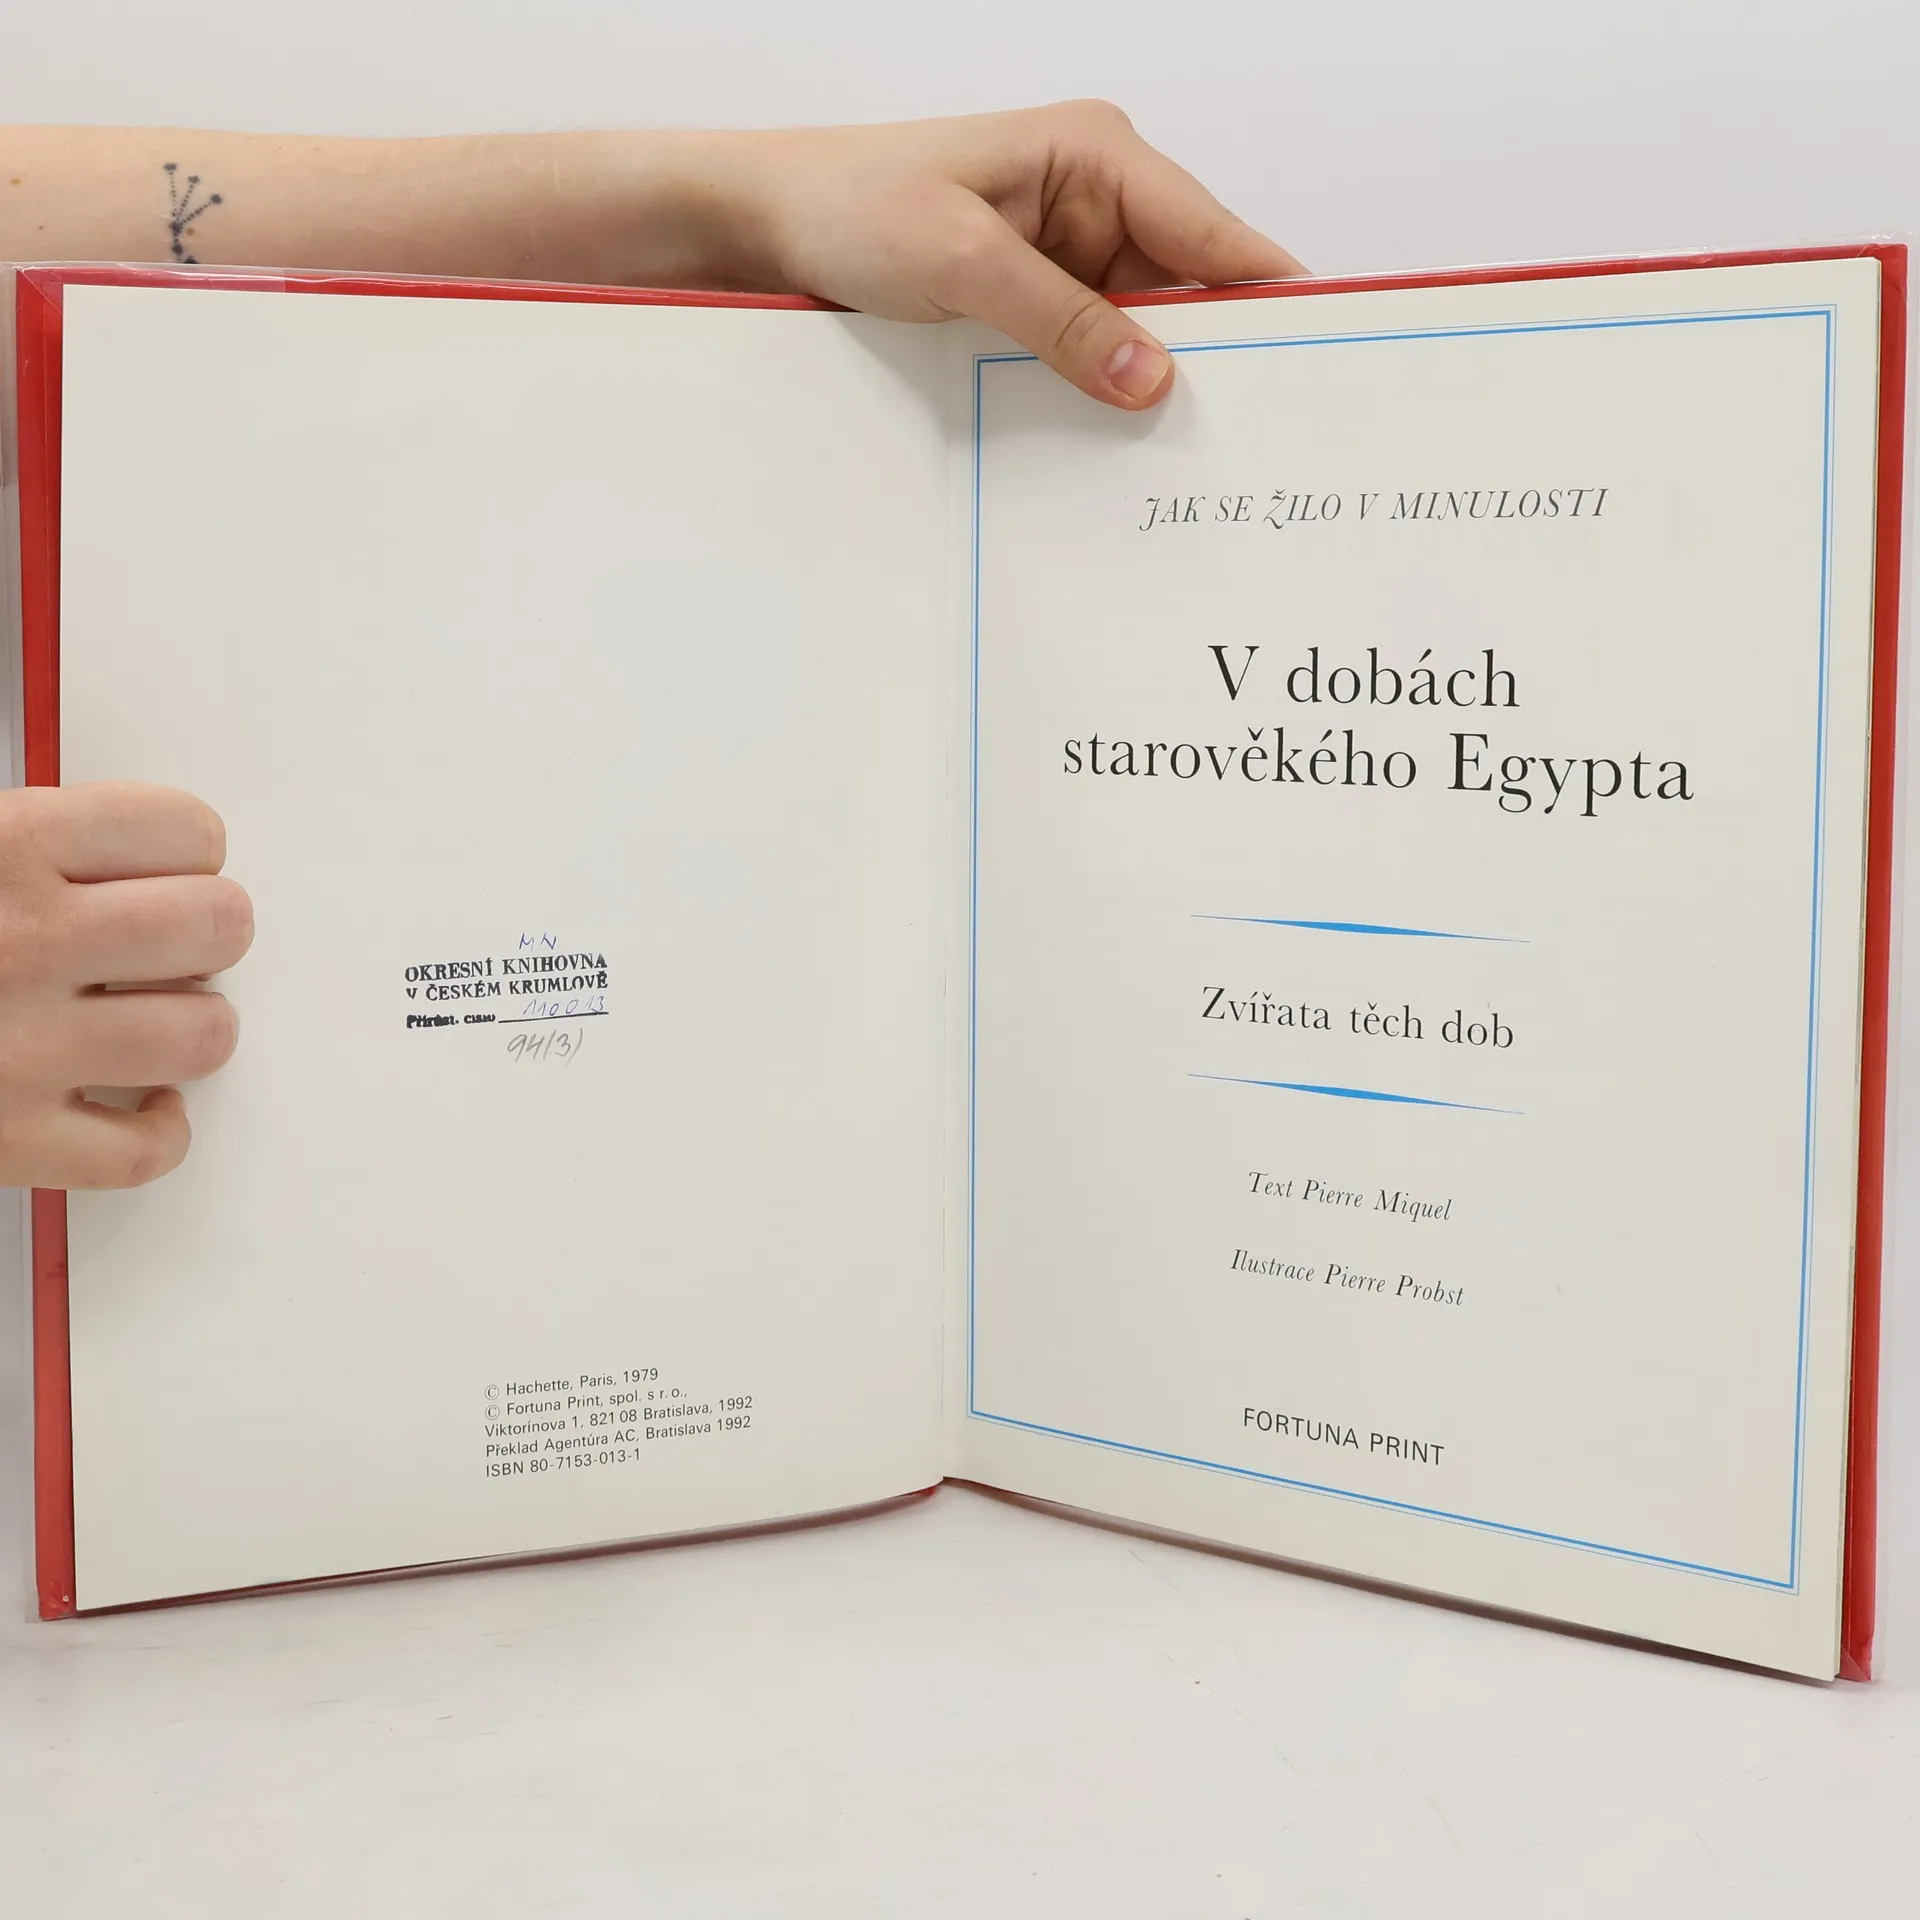 MN
OKRESNÍ KNIHOVNA
V ČESKÉM KRUMLOVĚ
Přírůst. číslo 110013
94(3)
© Hachette, Paris, 1979
© Fortuna Print, spol. s r. o.,
Viktorínova 1, 821 08 Bratislava, 1992
Překlad Agentúra AC, Bratislava 1992
ISBN 80-7153-013-1
JAK SE ŽILO V MINULOSTI
V dobách
starověkého Egypta
Zvířata těch dob
Text Pierre Miquel
Ilustrace Pierre Probst
FORTUNA PRINT